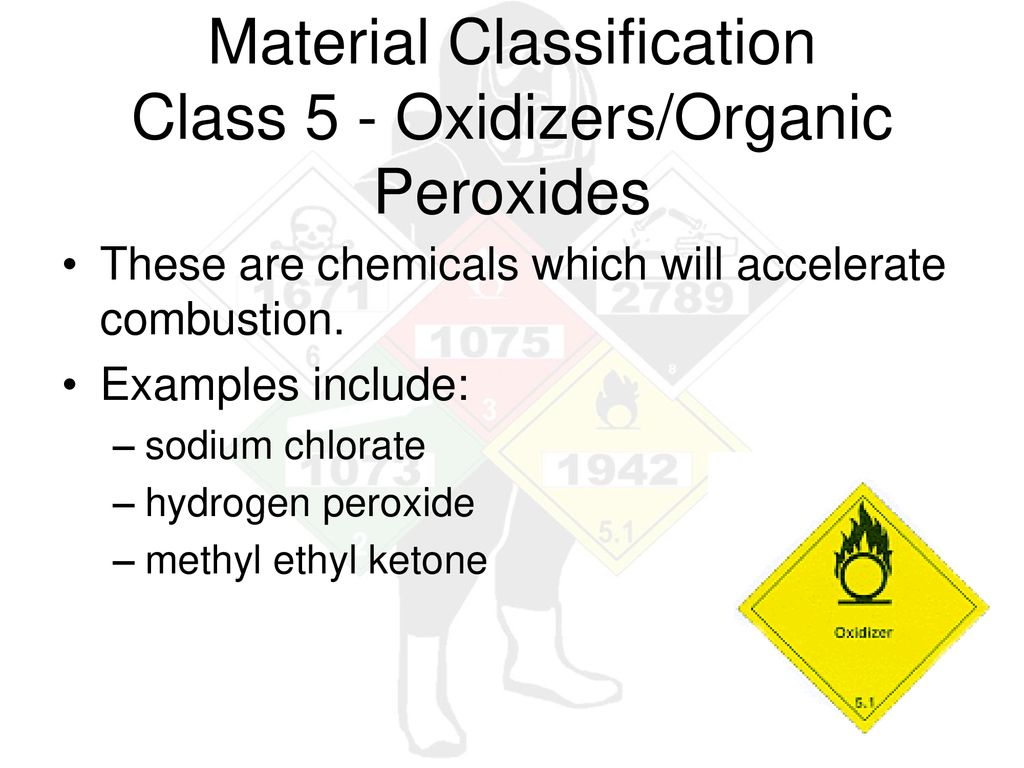 Material Classification
Class 5 - Oxidizers/Organic
Peroxides
• These are chemicals which will accelerate
combustion.
• Examples include:
– sodium chlorate
– hydrogen peroxide
– methyl ethyl ketone
1671
6
1075
3
2789
8
1073
2
1942
5.1
Oxidizer
5.1